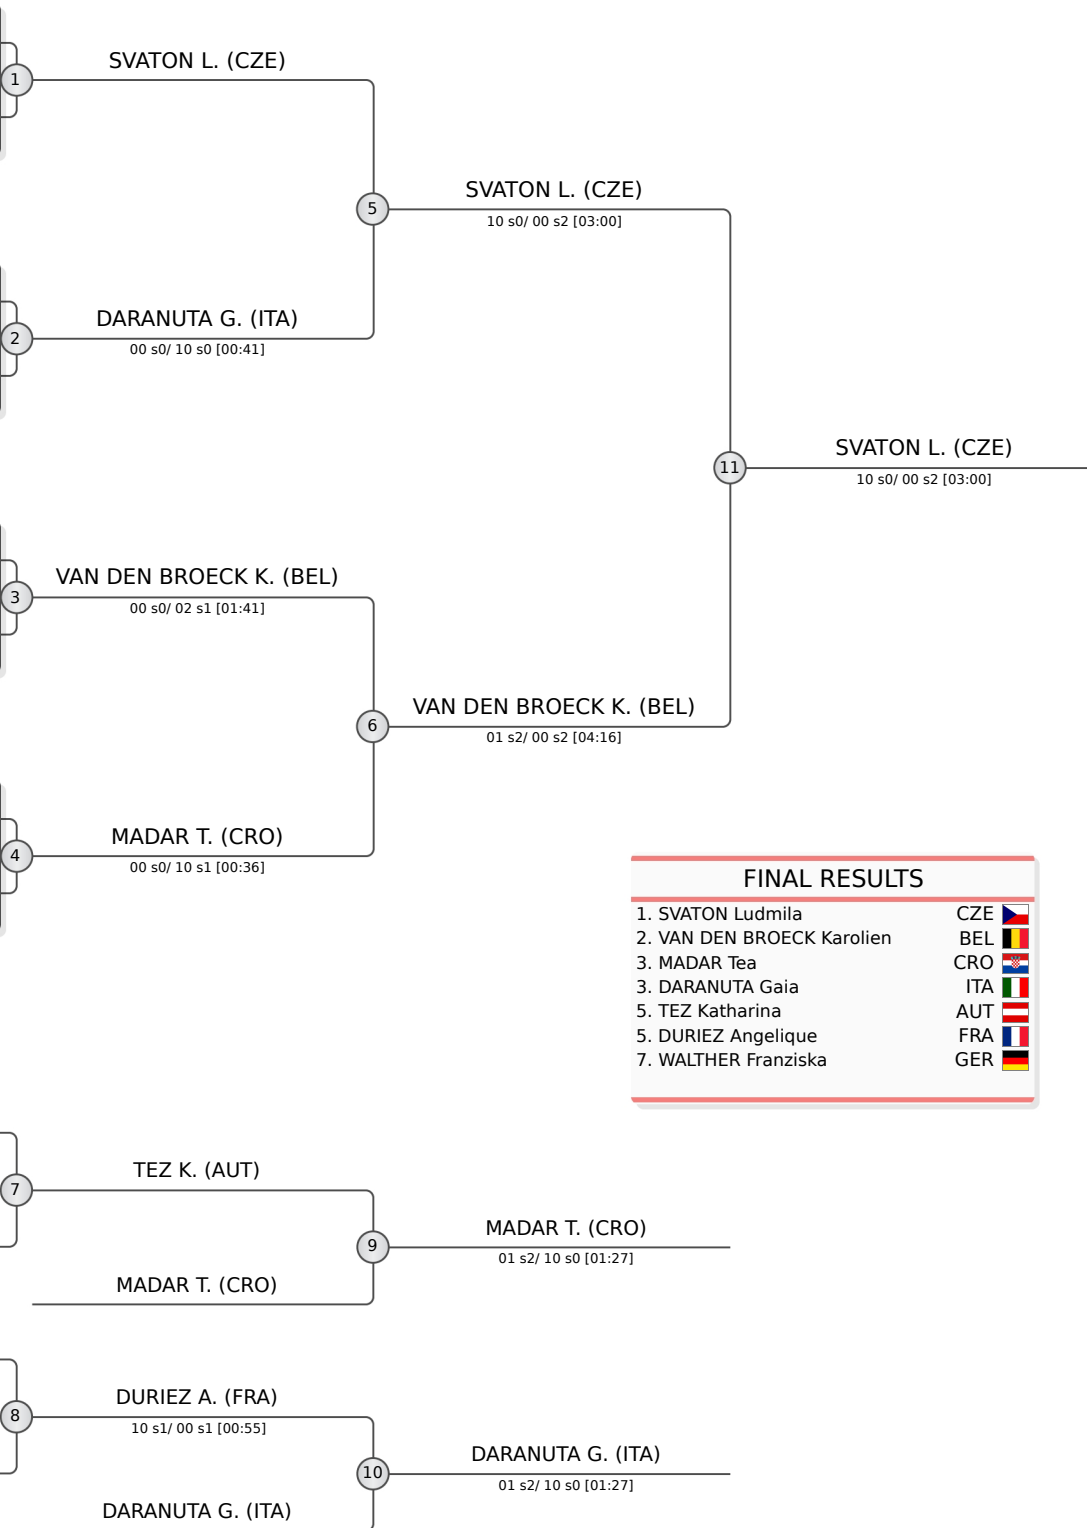 SVATON L. (CZE)
1
SVATON L. (CZE)
5
10 s0/ 00 s2 [03:00]
DARANUTA G. (ITA)
2
00 s0/ 10 s0 [00:41]
SVATON L. (CZE)
11
10 s0/ 00 s2 [03:00]
VAN DEN BROECK K. (BEL)
3
00 s0/ 02 s1 [01:41]
VAN DEN BROECK K. (BEL)
6
01 s2/ 00 s2 [04:16]
MADAR T. (CRO)
4
00 s0/ 10 s1 [00:36]
FINAL RESULTS
1. SVATON Ludmila CZE
2. VAN DEN BROECK Karolien BEL
3. MADAR Tea CRO
3. DARANUTA Gaia ITA
5. TEZ Katharina AUT
5. DURIEZ Angelique FRA
7. WALTHER Franziska GER
TEZ K. (AUT)
7
MADAR T. (CRO)
9
01 s2/ 10 s0 [01:27]
MADAR T. (CRO)
DURIEZ A. (FRA)
8
10 s1/ 00 s1 [00:55]
DARANUTA G. (ITA)
10
01 s2/ 10 s0 [01:27]
DARANUTA G. (ITA)